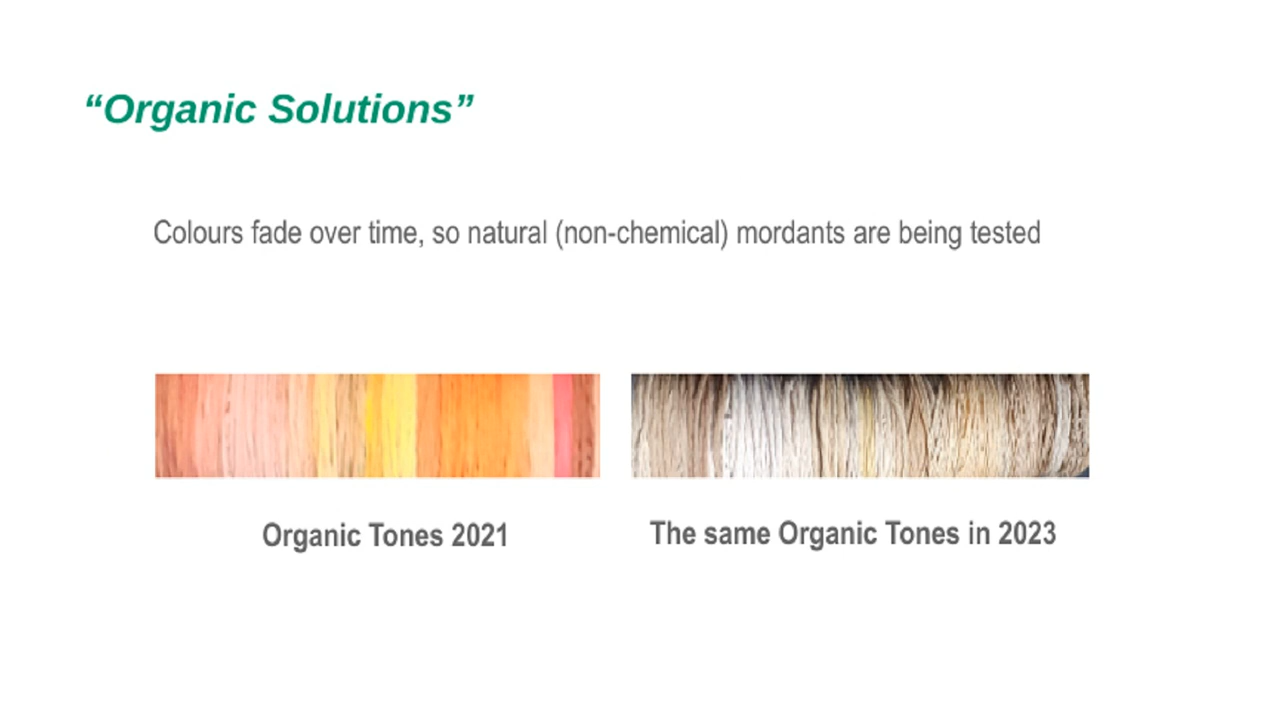 “Organic Solutions”
Colours fade over time, so natural (non-chemical) mordants are being tested
Organic Tones 2021
The same Organic Tones in 2023